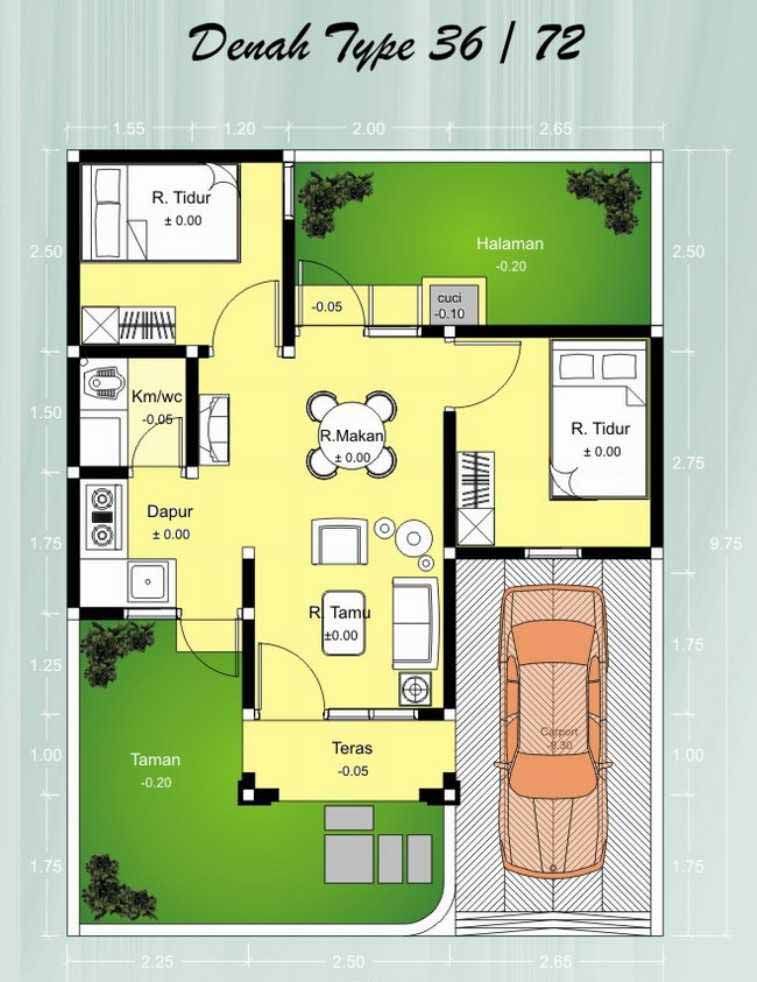 Denah Type 36 / 72
1.55
1.20
2.00
2.65
R. Tidur
± 0.00
Halaman
-0.20
2.50
2.50
-0.05
cuci
-0.10
Km/wc
-0.05
1.50
R.Makan
± 0.00
R. Tidur
± 0.00
2.75
Dapur
± 0.00
1.75
9.75
R. Tamu
±0.00
1.25
1.75
Teras
-0.05
Taman
-0.20
Carport
-0.30
1.00
1.00
1.75
1.75
2.25
2.50
2.65